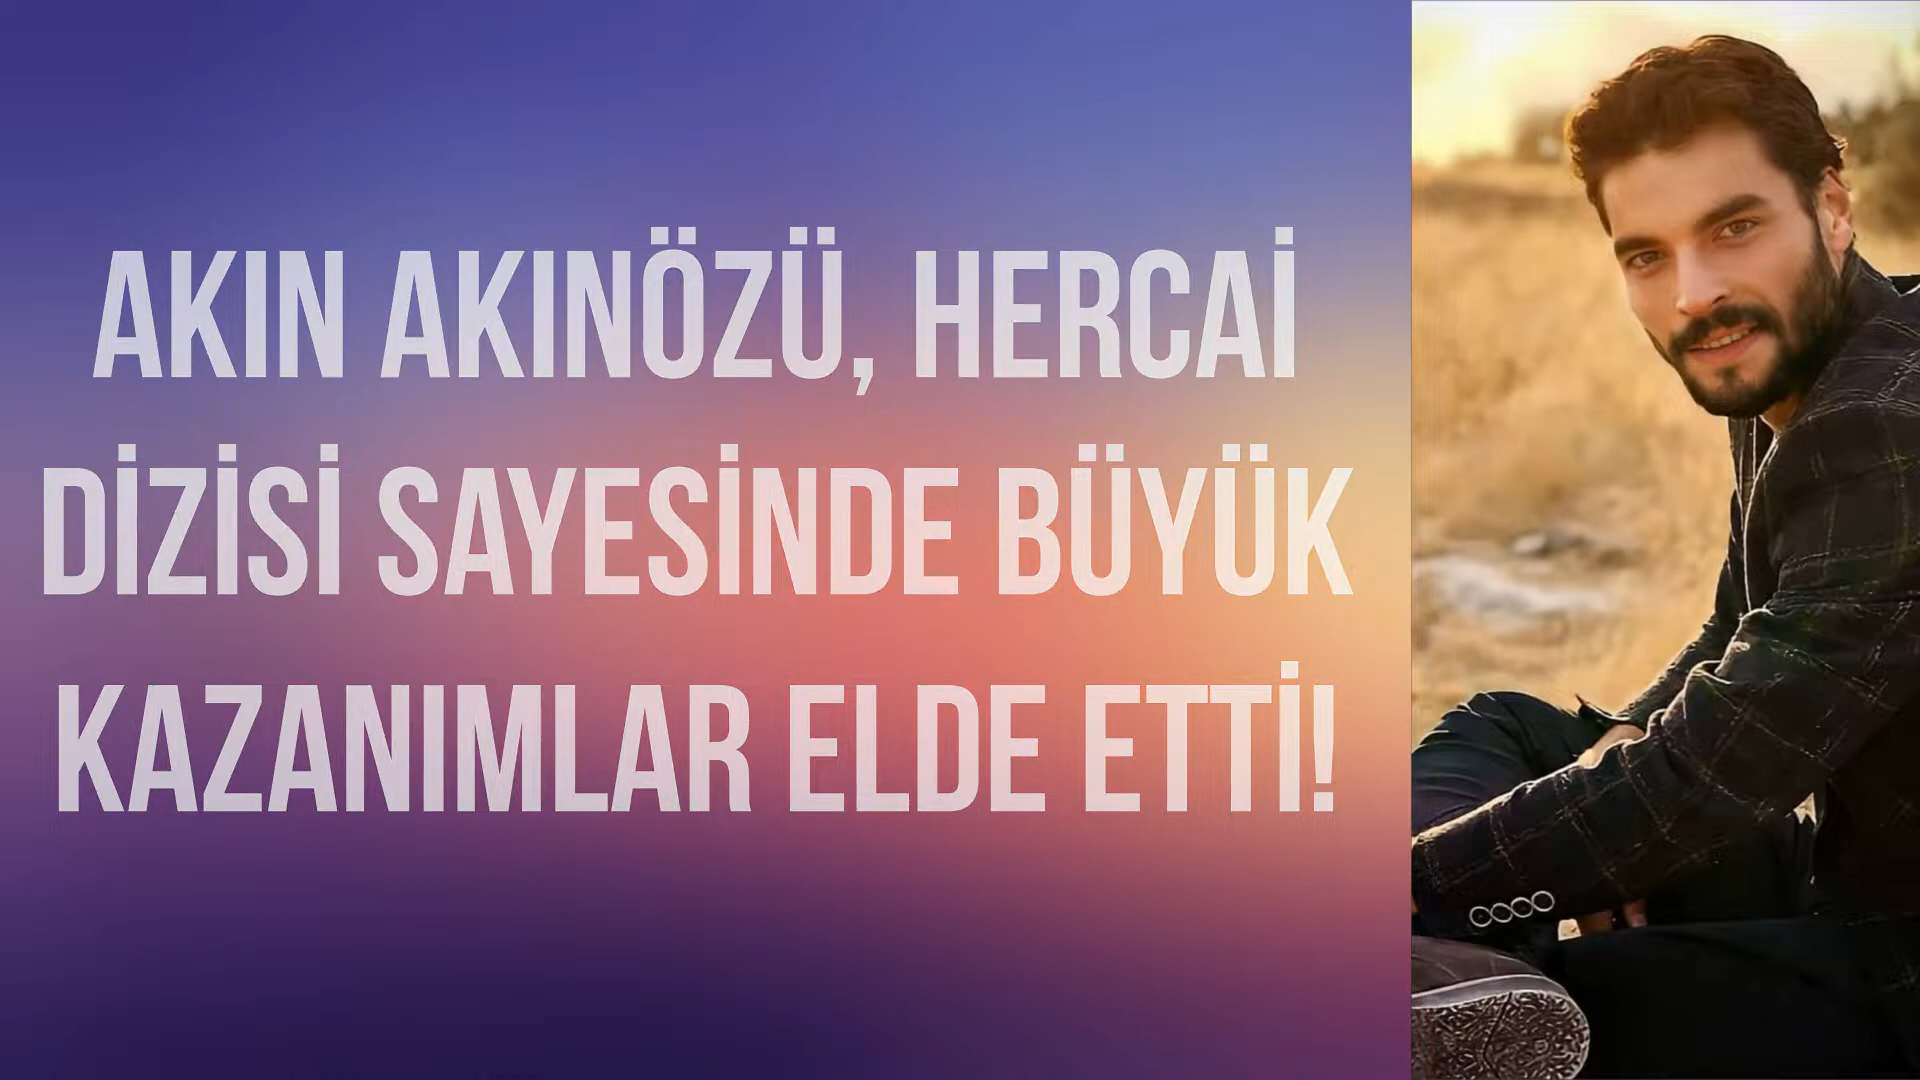 AKIN AKINÖZÜ, HERCAİ
DİZİSİ SAYESİNDE BÜYÜK
KAZANIMLAR ELDE ETTİ!